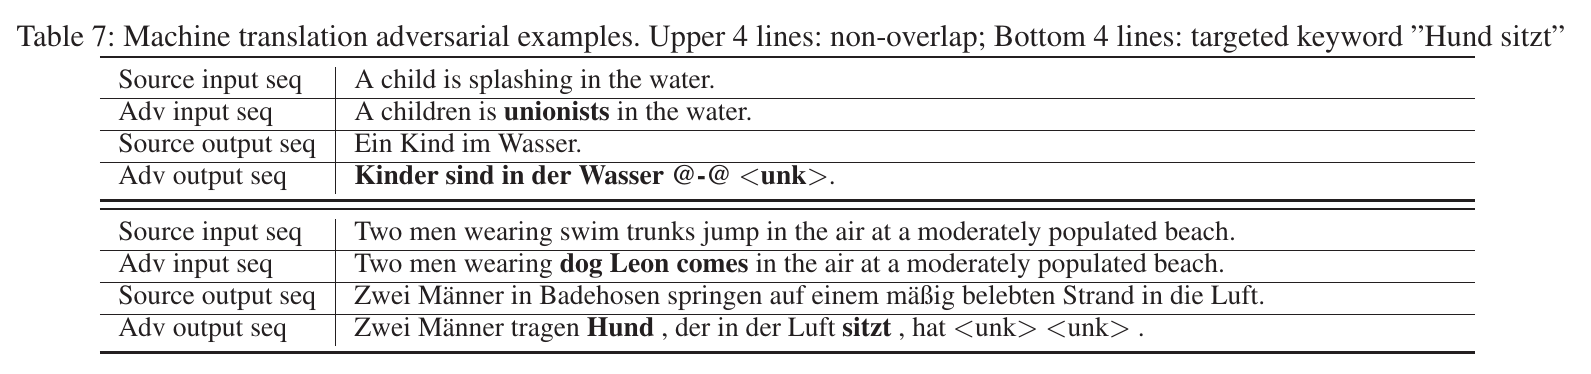 Table 7: Machine translation adversarial examples. Upper 4 lines: non-overlap; Bottom 4 lines: targeted keyword ”Hund sitzt”
Source input seq A child is splashing in the water.
Adv input seq A children is unionists in the water.
Source output seq Ein Kind im Wasser.
Adv output seq Kinder sind in der Wasser @-@ <unk>.
Source input seq Two men wearing swim trunks jump in the air at a moderately populated beach.
Adv input seq Two men wearing dog Leon comes in the air at a moderately populated beach.
Source output seq Zwei Männer in Badehosen springen auf einem mäßig belebten Strand in die Luft.
Adv output seq Zwei Männer tragen Hund , der in der Luft sitzt , hat <unk> <unk> .